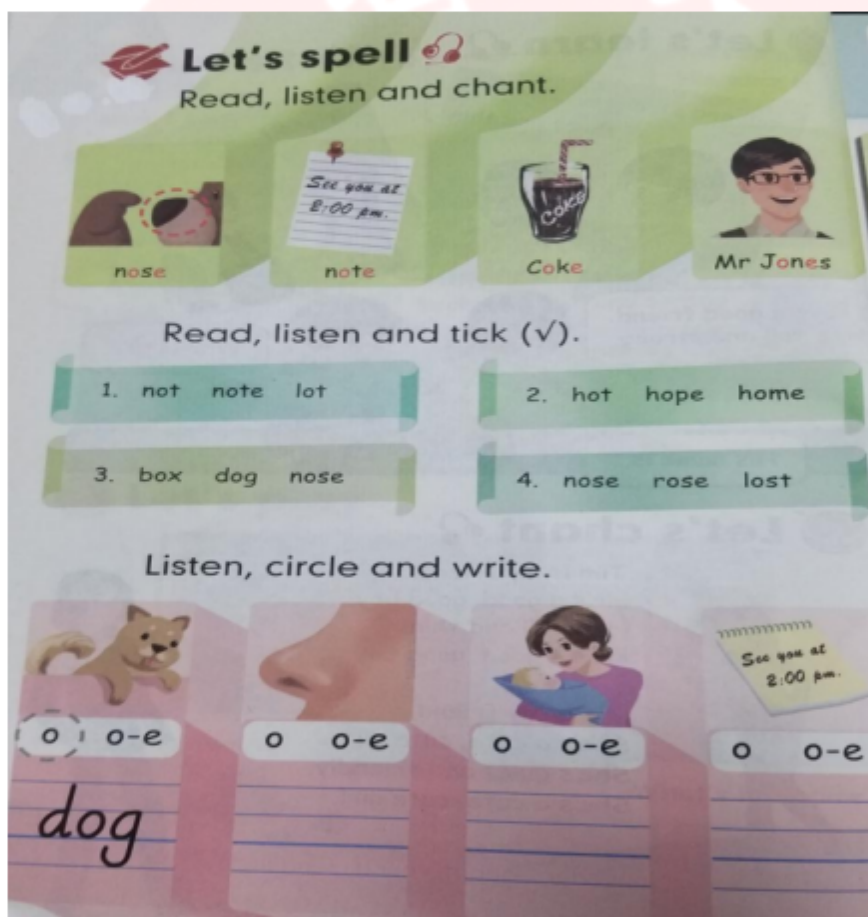 Let's spell
Read, listen and chant.
See you at
2:00 pm.
COKE
nose
note
Coke
Mr Jones
Read, listen and tick (√).
1. not note lot
2. hot hope home
3. box dog nose
4. nose rose lost
Listen, circle and write.
See you at
2:00 pm.
o o-e
o o-e
o o-e
o o-e
dog